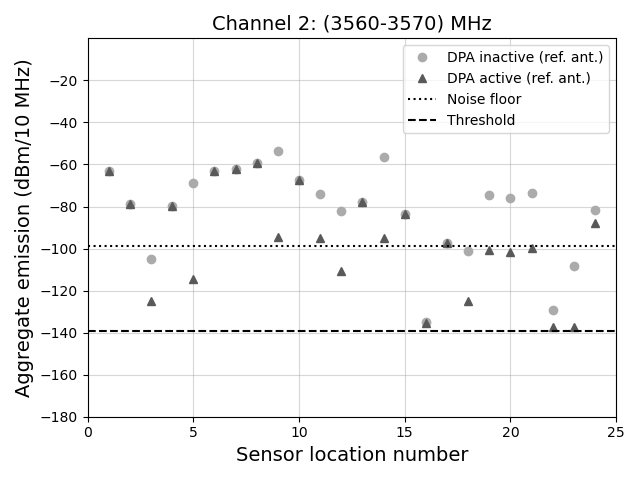 Channel 2: (3560-3570) MHz
DPA inactive (ref. ant.)
DPA active (ref. ant.)
Noise floor
Threshold
Aggregate emission (dBm/10 MHz)
−20
−40
−60
−80
−100
−120
−140
−160
−180
0 5 10 15 20 25
Sensor location number